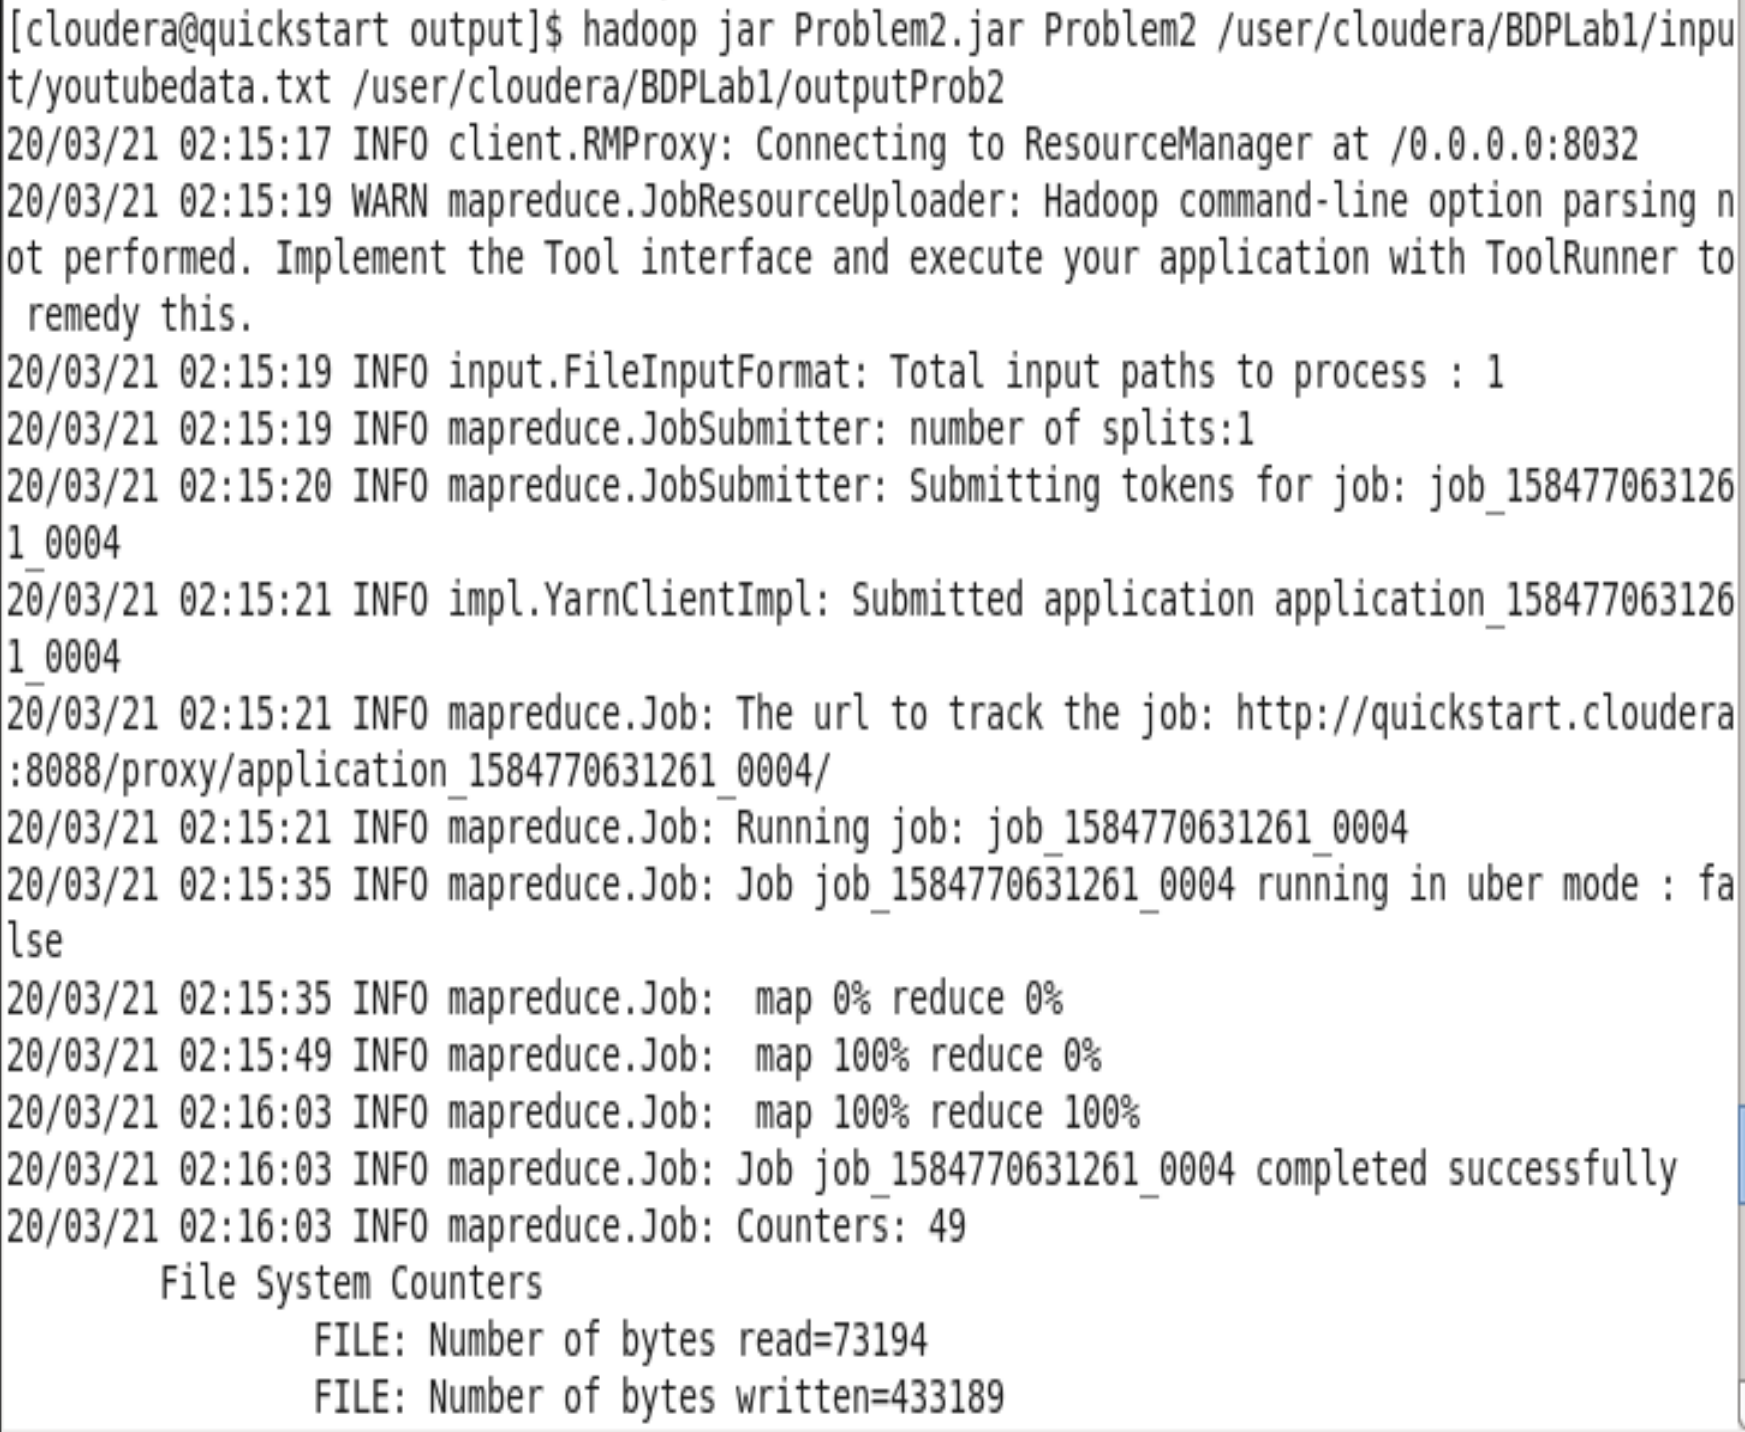 [cloudera@quickstart output]$ hadoop jar Problem2.jar Problem2 /user/cloudera/BDPLab1/inpu
t/youtubedata.txt /user/cloudera/BDPLab1/outputProb2
20/03/21 02:15:17 INFO client.RMProxy: Connecting to ResourceManager at /0.0.0.0:8032
20/03/21 02:15:19 WARN mapreduce.JobResourceUploader: Hadoop command-line option parsing n
ot performed. Implement the Tool interface and execute your application with ToolRunner to
 remedy this.
20/03/21 02:15:19 INFO input.FileInputFormat: Total input paths to process : 1
20/03/21 02:15:19 INFO mapreduce.JobSubmitter: number of splits:1
20/03/21 02:15:20 INFO mapreduce.JobSubmitter: Submitting tokens for job: job_158477063126
1_0004
20/03/21 02:15:21 INFO impl.YarnClientImpl: Submitted application application_158477063126
1_0004
20/03/21 02:15:21 INFO mapreduce.Job: The url to track the job: http://quickstart.cloudera
:8088/proxy/application_1584770631261_0004/
20/03/21 02:15:21 INFO mapreduce.Job: Running job: job_1584770631261_0004
20/03/21 02:15:35 INFO mapreduce.Job: Job job_1584770631261_0004 running in uber mode : fa
lse
20/03/21 02:15:35 INFO mapreduce.Job:  map 0% reduce 0%
20/03/21 02:15:49 INFO mapreduce.Job:  map 100% reduce 0%
20/03/21 02:16:03 INFO mapreduce.Job:  map 100% reduce 100%
20/03/21 02:16:03 INFO mapreduce.Job: Job job_1584770631261_0004 completed successfully
20/03/21 02:16:03 INFO mapreduce.Job: Counters: 49
        File System Counters
                FILE: Number of bytes read=73194
                FILE: Number of bytes written=433189